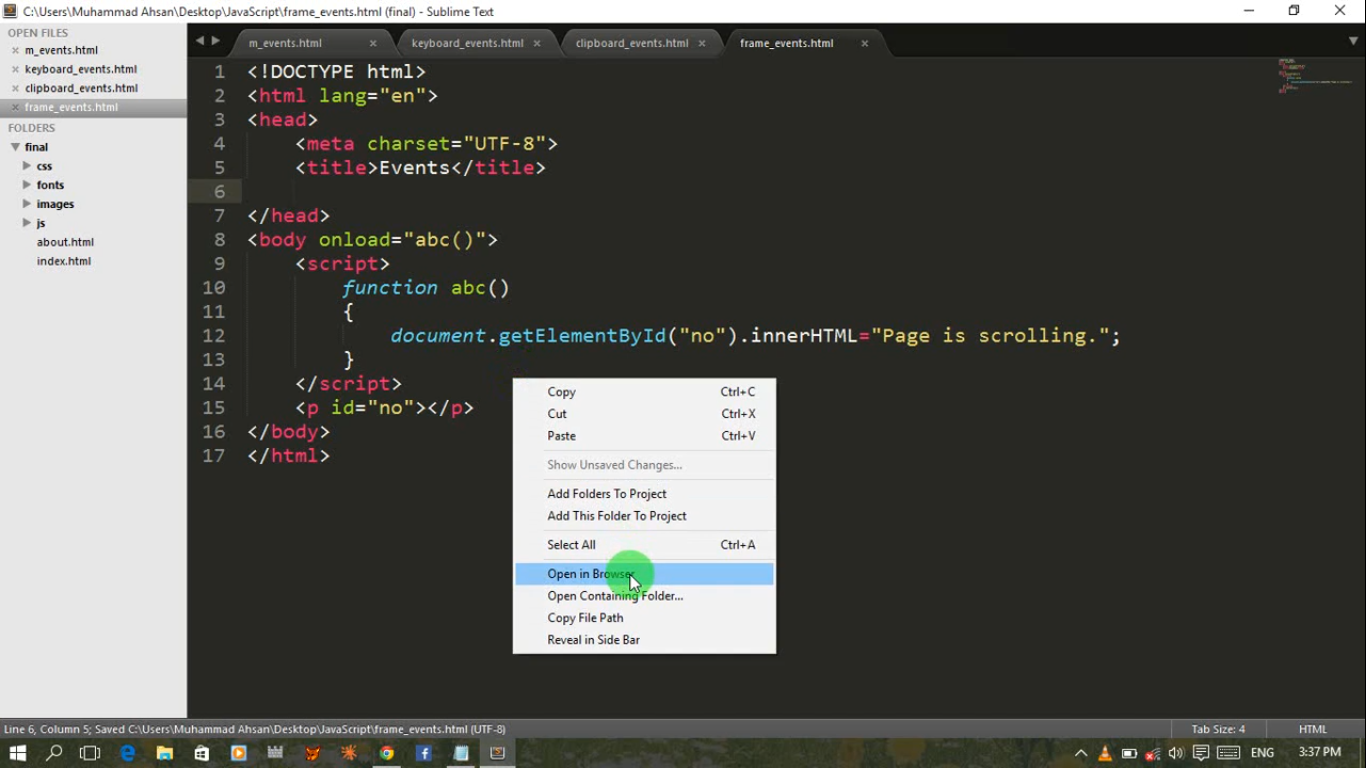 C:\Users\Muhammad Ahsan\Desktop\JavaScript\frame_events.html (final) - Sublime Text
OPEN FILES
m_events.html
keyboard_events.html
clipboard_events.html
frame_events.html
FOLDERS
final
css
fonts
images
js
about.html
index.html
m_events.html keyboard_events.html clipboard_events.html frame_events.html
1 <!DOCTYPE html>
2 <html lang="en">
3 <head>
4 <meta charset="UTF-8">
5 <title>Events</title>
6
7 </head>
8 <body onload="abc()">
9 <script>
10 function abc()
11 {
12 document.getElementById("no").innerHTML="Page is scrolling.";
13 }
14 </script>
15 <p id="no"></p>
16 </body>
17 </html>
Copy Ctrl+C
Cut Ctrl+X
Paste Ctrl+V
Show Unsaved Changes...
Add Folders To Project
Add This Folder To Project
Select All Ctrl+A
Open in Browser
Open Containing Folder...
Copy File Path
Reveal in Side Bar
Line 6, Column 5; Saved C:\Users\Muhammad Ahsan\Desktop\JavaScript\frame_events.html (UTF-8) Tab Size: 4 HTML
ENG 3:37 PM